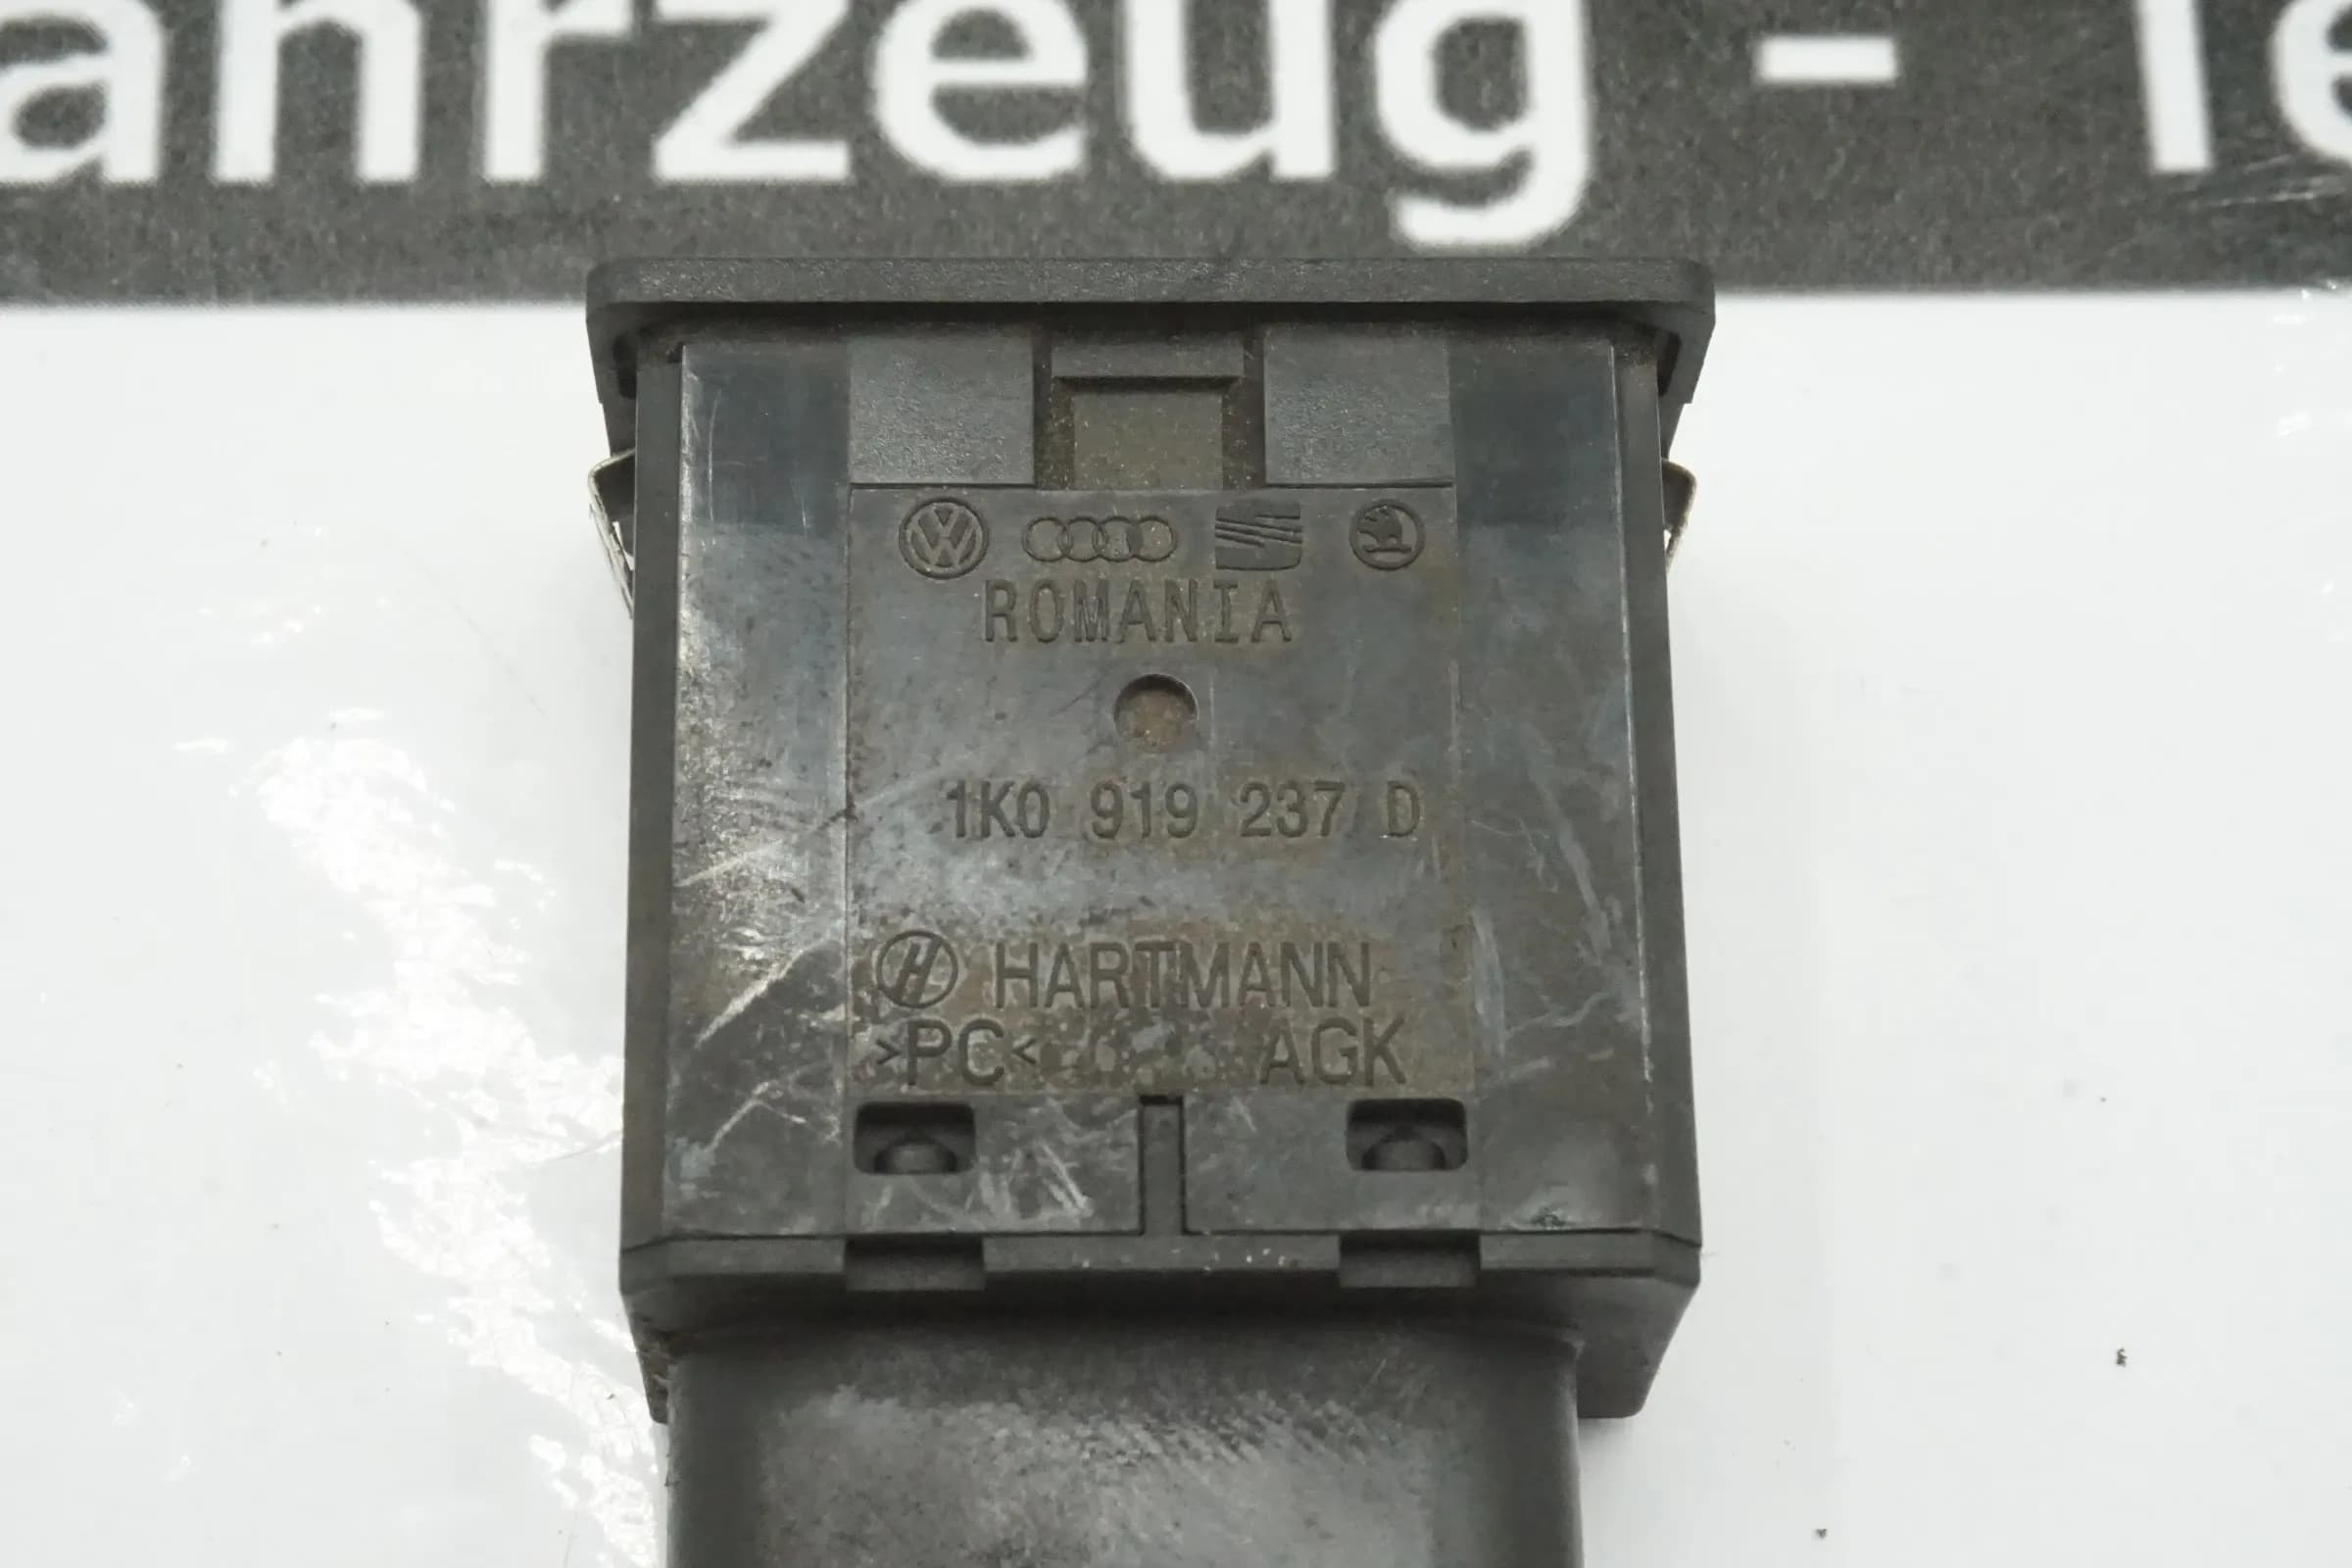 ahrzeug - Te
ROMANIA
1K0 919 237 D
H HARTMANN
>PC< AGK